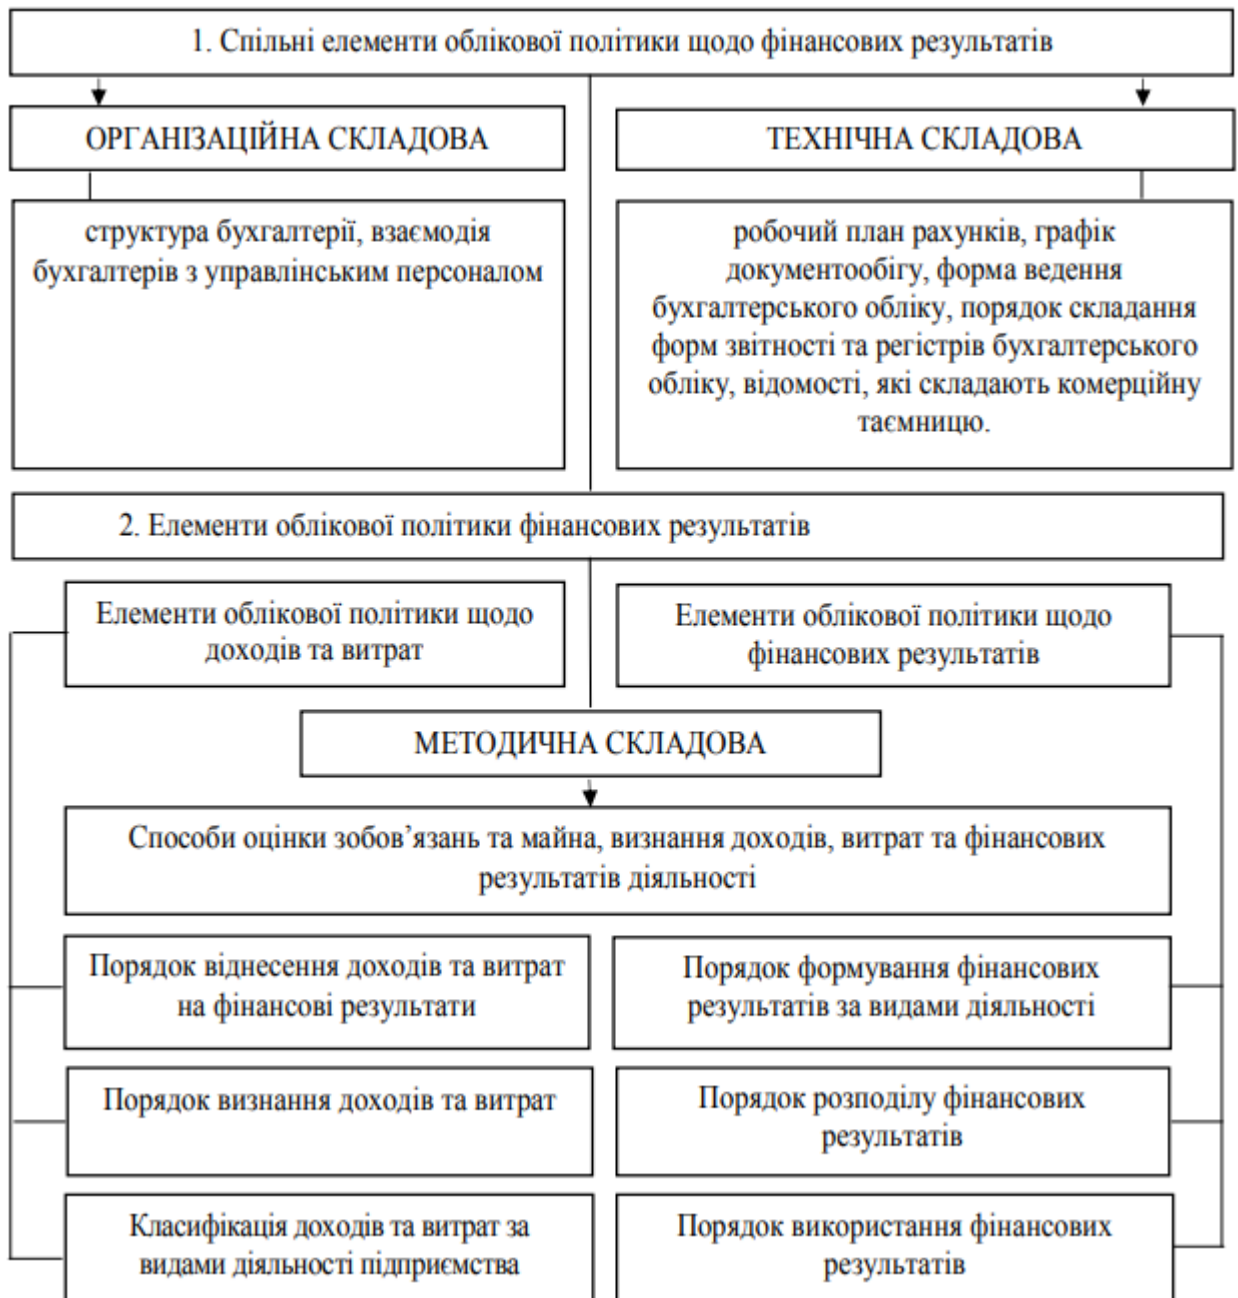 1. Спільні елементи облікової політики щодо фінансових результатів
ОРГАНІЗАЦІЙНА СКЛАДОВА
ТЕХНІЧНА СКЛАДОВА
структура бухгалтерії, взаємодія
бухгалтерів з управлінським персоналом
робочий план рахунків, графік
документообігу, форма ведення
бухгалтерського обліку, порядок складання
форм звітності та регістрів бухгалтерського
обліку, відомості, які складають комерційну
таємницю.
2. Елементи облікової політики фінансових результатів
Елементи облікової політики щодо
доходів та витрат
Елементи облікової політики щодо
фінансових результатів
МЕТОДИЧНА СКЛАДОВА
Способи оцінки зобов’язань та майна, визнання доходів, витрат та фінансових
результатів діяльності
Порядок віднесення доходів та витрат
на фінансові результати
Порядок формування фінансових
результатів за видами діяльності
Порядок визнання доходів та витрат
Порядок розподілу фінансових
результатів
Класифікація доходів та витрат за
видами діяльності підприємства
Порядок використання фінансових
результатів